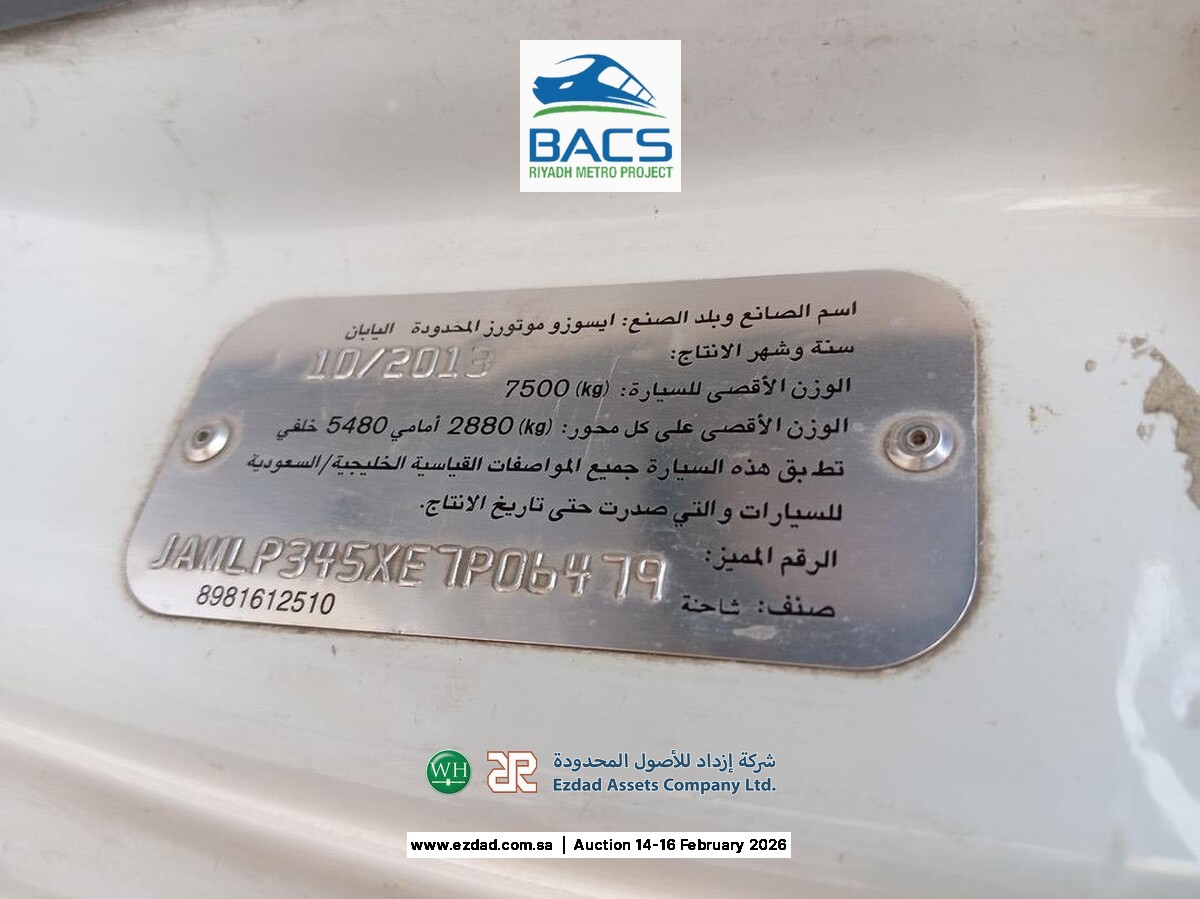 BACS
RIYADH METRO PROJECT
اسم الصانع وبلد الصنع: ايسوزو موتورز المحدودة اليابان
سنة وشهر الانتاج: 10/2013
الوزن الأقصى للسيارة: 7500 (kg)
الوزن الأقصى على كل محور: 2880 (kg) أمامي 5480 خلفي
تطبق هذه السيارة جميع المواصفات القياسية الخليجية/السعودية
للسيارات والتي صدرت حتى تاريخ الانتاج.
الرقم المميز: JAMLP345XE7P06479
صنف: شاحنة
8981612510
WH
شركة إزداد للأصول المحدودة
Ezdad Assets Company Ltd.
www.ezdad.com.sa | Auction 14-16 February 2026